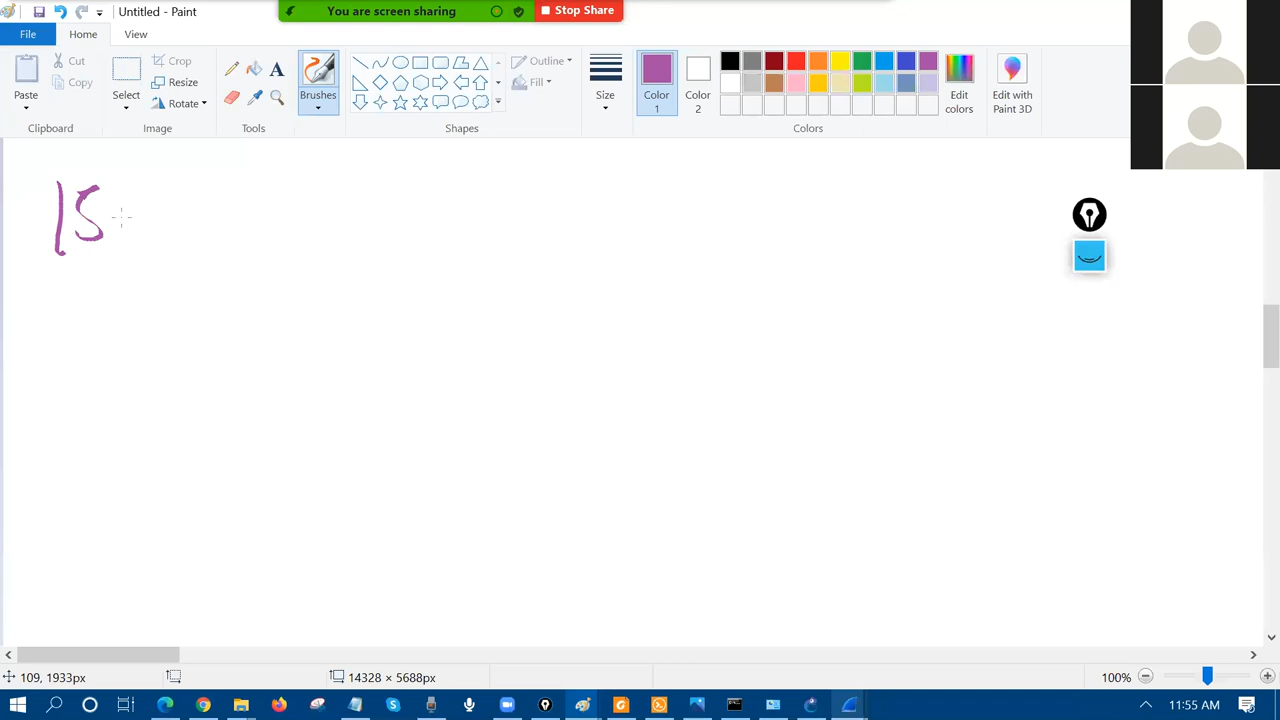 Untitled - Paint
You are screen sharing
Stop Share
File
Home
View
Paste
Cut
Copy
Clipboard
Select
Crop
Resize
Rotate
Image
Tools
Brushes
Shapes
Outline
Fill
Size
Color 1
Color 2
Edit colors
Edit with Paint 3D
Colors
15
109, 1933px
14328 × 5688px
100%
11:55 AM